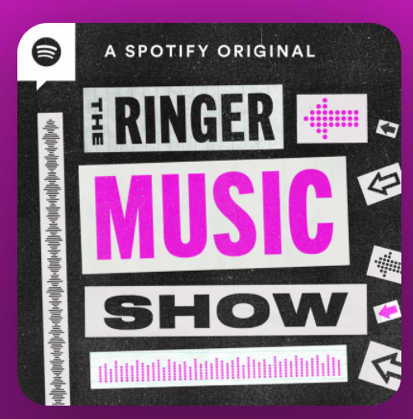 A SPOTIFY ORIGINAL
THE RINGER
MUSIC
SHOW